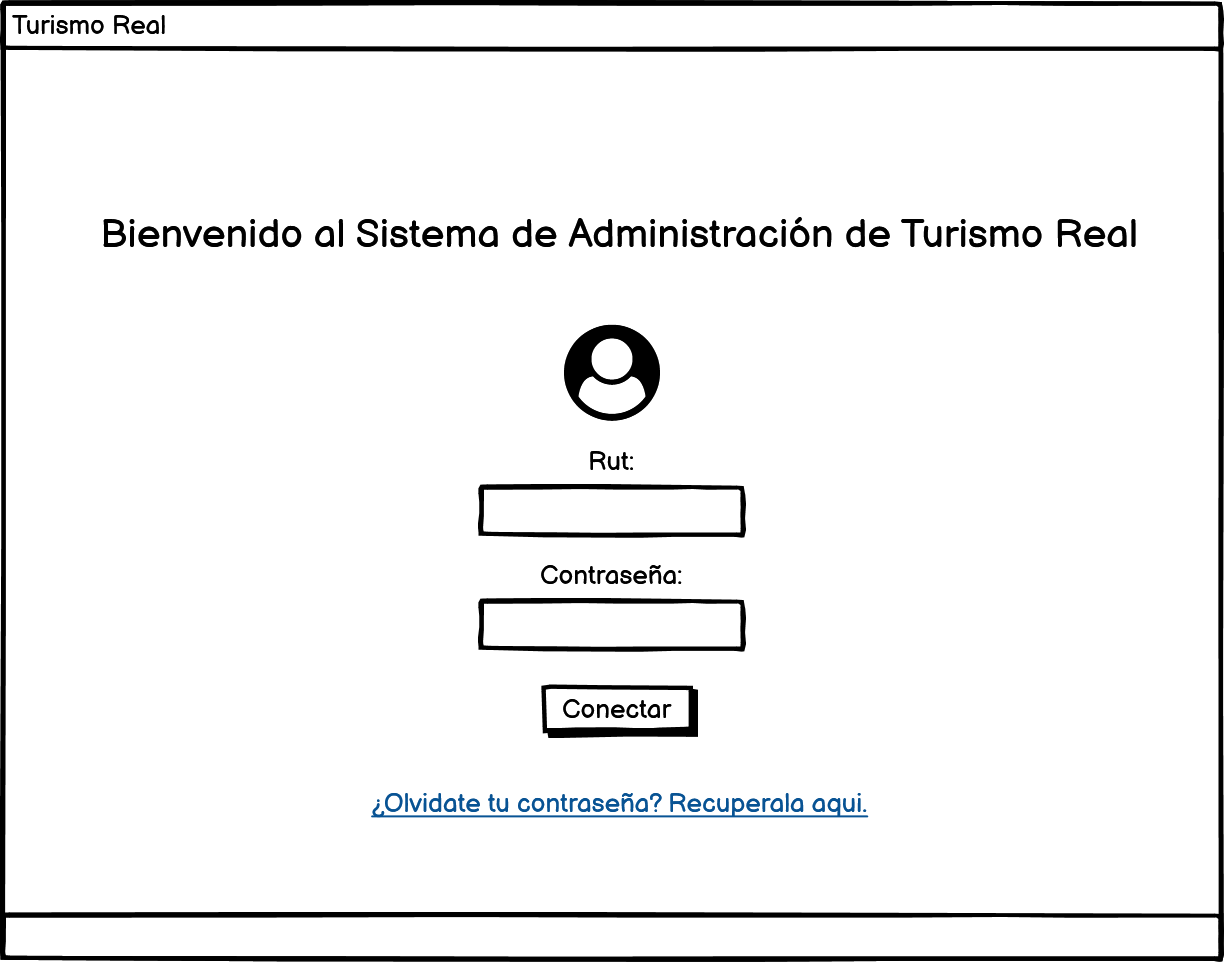 Turismo Real
Bienvenido al Sistema de Administración de Turismo Real
Rut:
Contraseña:
Conectar
¿Olvidate tu contraseña? Recuperala aqui.